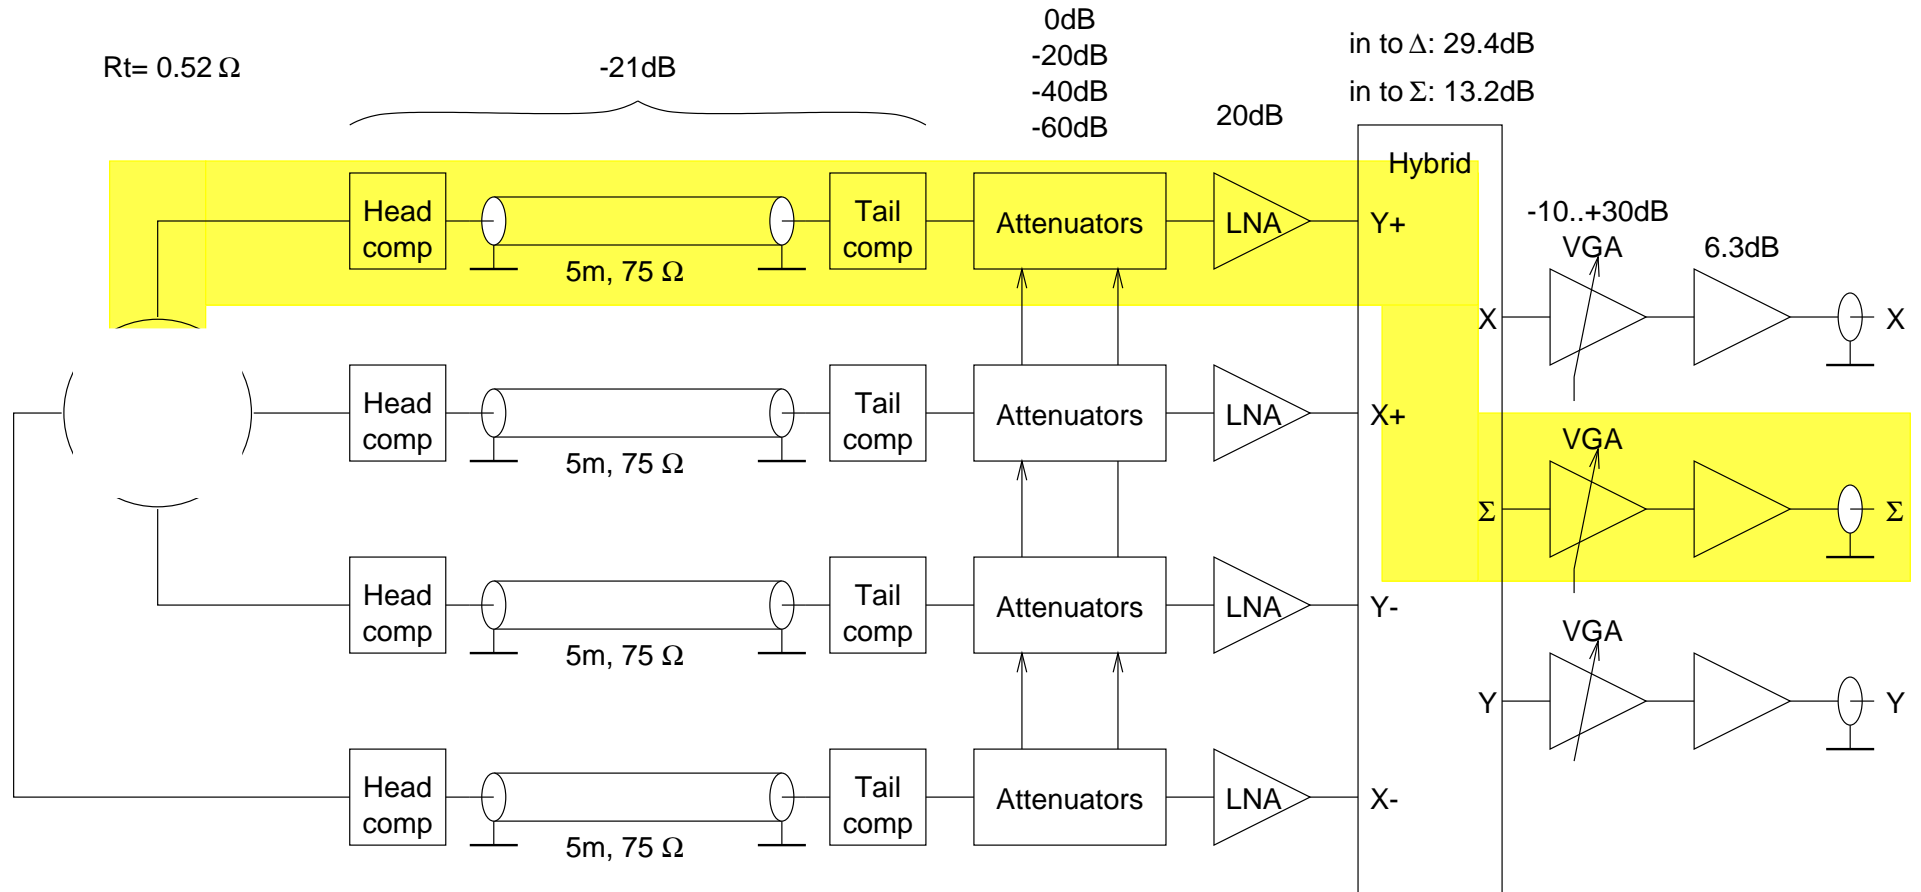 0dB
-20dB
-40dB
-60dB
Rt= 0.52 Ω
-21dB
20dB
in to Δ: 29.4dB
in to Σ: 13.2dB
Hybrid
Head
comp
5m, 75 Ω
Tail
comp
Attenuators
LNA
Y+
-10..+30dB
VGA
6.3dB
X
X
Head
comp
5m, 75 Ω
Tail
comp
Attenuators
LNA
X+
VGA
Σ
Σ
Head
comp
5m, 75 Ω
Tail
comp
Attenuators
LNA
Y-
VGA
Y
Y
Head
comp
5m, 75 Ω
Tail
comp
Attenuators
LNA
X-